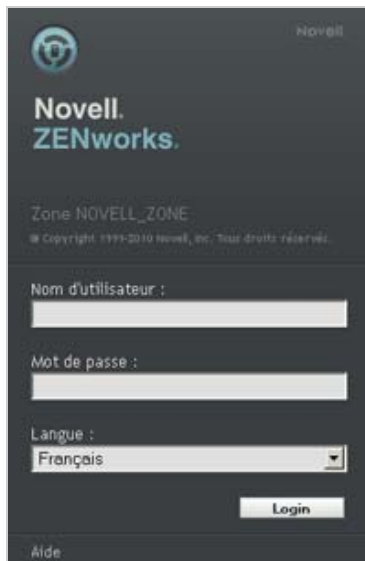 Novell
Novell.
ZENworks.
Zone NOVELL_ZONE
© Copyright 1999-2010 Novell, Inc. Tous droits réservés.
Nom d'utilisateur :
Mot de passe :
Langue :
Français
Login
Aide